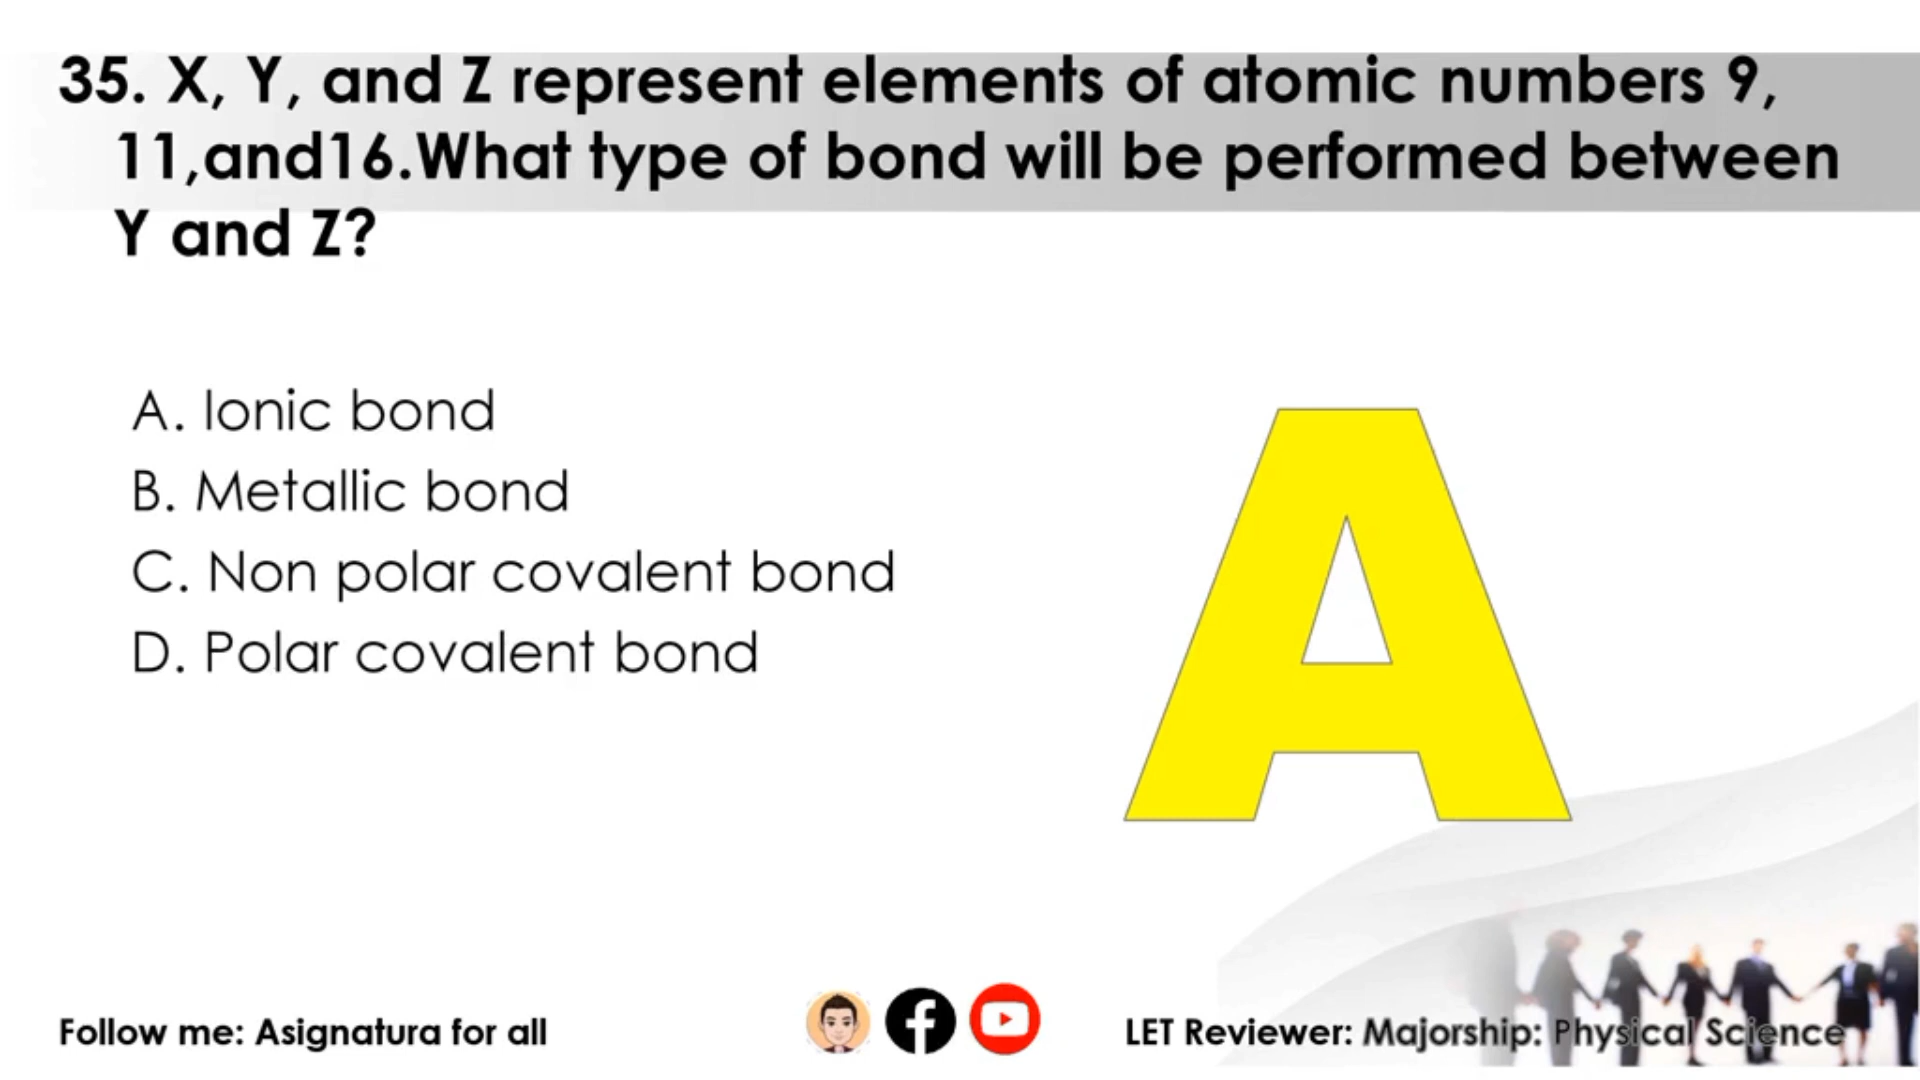 35. X, Y, and Z represent elements of atomic numbers 9,
11,and16.What type of bond will be performed between
Y and Z?
A. Ionic bond
B. Metallic bond
C. Non polar covalent bond
D. Polar covalent bond
A
Follow me: Asignatura for all
LET Reviewer: Majorship: Physical Science